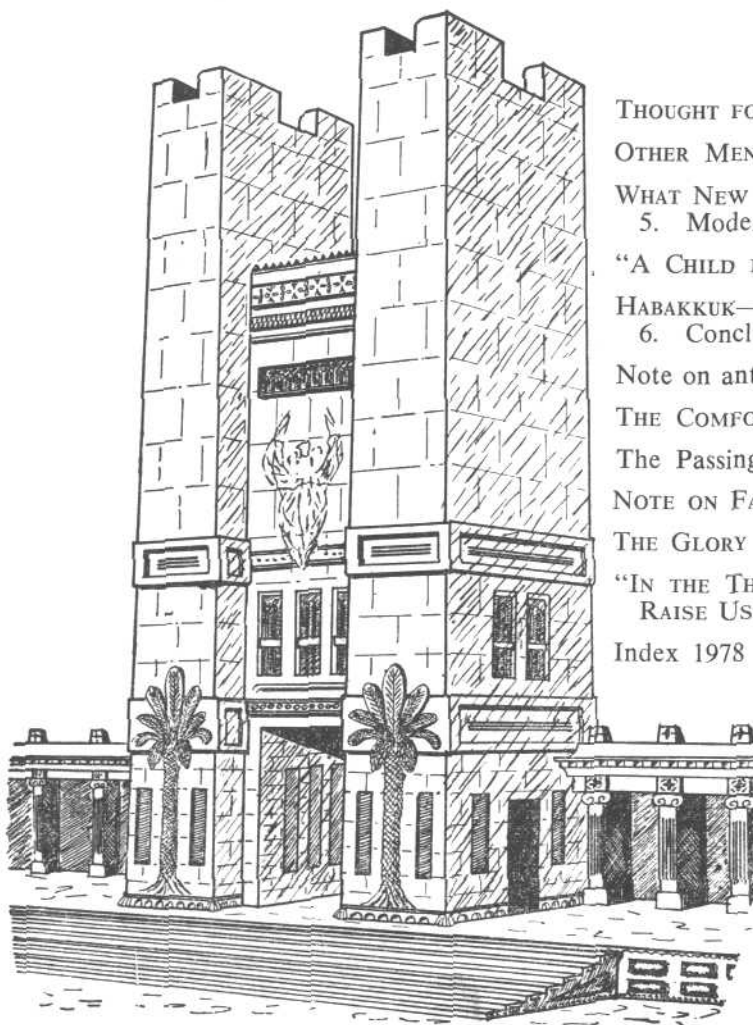 THOUGHT FO
OTHER MEN
WHAT NEW
5. Mode
“A CHILD
HABAKKUK—
6. Concl
Note on ant
THE COMFO
The Passing
NOTE ON FA
THE GLORY
“IN THE TH
RAISE US
Index 1978